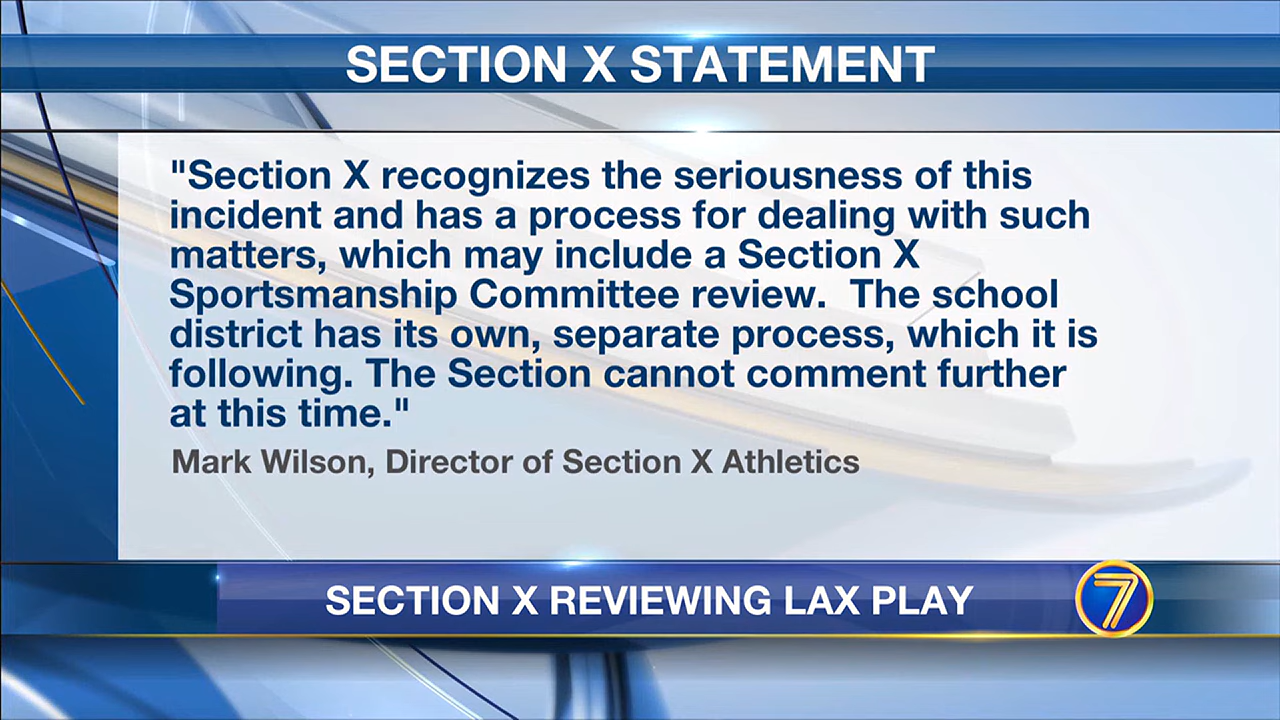 SECTION X STATEMENT
"Section X recognizes the seriousness of this
incident and has a process for dealing with such
matters, which may include a Section X
Sportsmanship Committee review.  The school
district has its own, separate process, which it is
following. The Section cannot comment further
at this time."
Mark Wilson, Director of Section X Athletics
SECTION X REVIEWING LAX PLAY
7